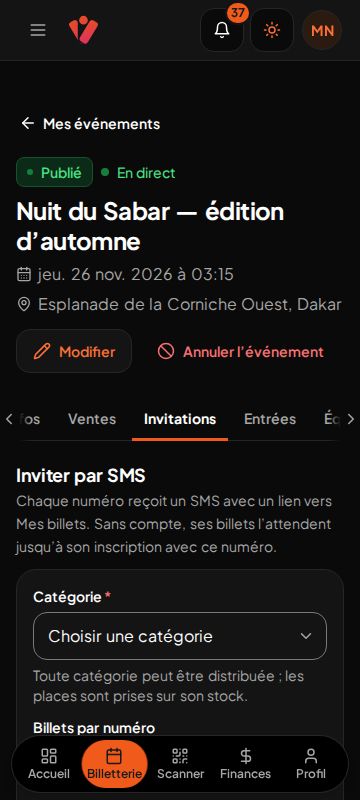 37
MN
Mes événements
Publié
En direct
Nuit du Sabar — édition
d’automne
jeu. 26 nov. 2026 à 03:15
Esplanade de la Corniche Ouest, Dakar
Modifier
Annuler l’événement
Ventes
Invitations
Entrées
Inviter par SMS
Chaque numéro reçoit un SMS avec un lien vers
Mes billets. Sans compte, ses billets l’attendent
jusqu’à son inscription avec ce numéro.
Catégorie *
Choisir une catégorie
Toute catégorie peut être distribuée ; les
places sont prises sur son stock.
Billets par numéro
Accueil
Billetterie
Scanner
Finances
Profil